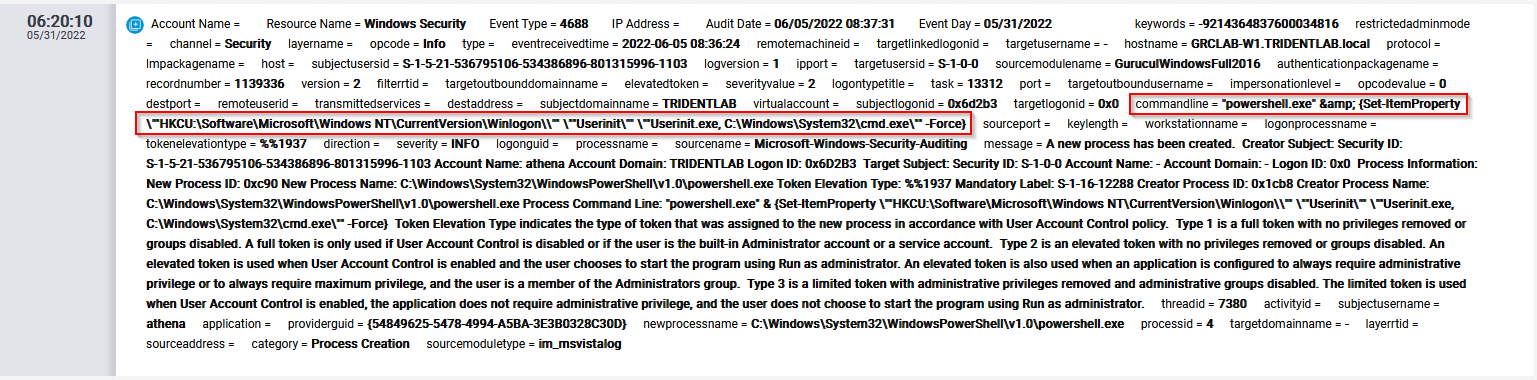 06:20:10
05/31/2022
Account Name = Resource Name = Windows Security Event Type = 4688 IP Address = Audit Date = 06/05/2022 08:37:31 Event Day = 05/31/2022 keywords = -9214364837600034816 restrictedadminmode
= channel = Security layername = opcode = Info type = eventreceivedtime = 2022-06-05 08:36:24 remotemachineid = targetlinkedlogonid = targetusername = - hostname = GRCLAB-W1.TRIDENTLAB.local protocol =
lmpackagename = host = subjectusersid = S-1-5-21-536795106-534386896-801315996-1103 logversion = 1 ipport = targetusersid = S-1-0-0 sourcemodulename = GuruculWindowsFull2016 authenticationpackagename =
recordnumber = 1139336 version = 2 filterrtid = targetoutbounddomainname = elevatedtoken = severityvalue = 2 logontypetitle = task = 13312 port = targetoutboundusername = impersonationlevel = opcodevalue = 0
destport = remoteuserid = transmittedservices = destaddress = subjectdomainname = TRIDENTLAB virtualaccount = subjectlogonid = 0x6d2b3 targetlogonid = 0x0 commandline = "powershell.exe" &amp; {Set-ItemProperty
\""HKCU:\Software\Microsoft\Windows NT\CurrentVersion\Winlogon\\"" \""Userinit\"" \""Userinit.exe, C:\Windows\System32\cmd.exe\"" -Force} sourceport = keylength = workstationname = logonprocessname =
tokenelevationtype = %%1937 direction = severity = INFO logonguid = processname = sourcename = Microsoft-Windows-Security-Auditing message = A new process has been created. Creator Subject: Security ID:
S-1-5-21-536795106-534386896-801315996-1103 Account Name: athena Account Domain: TRIDENTLAB Logon ID: 0x6D2B3 Target Subject: Security ID: S-1-0-0 Account Name: - Account Domain: - Logon ID: 0x0 Process Information:
New Process ID: 0xc90 New Process Name: C:\Windows\System32\WindowsPowerShell\v1.0\powershell.exe Token Elevation Type: %%1937 Mandatory Label: S-1-16-12288 Creator Process ID: 0x1cb8 Creator Process Name:
C:\Windows\System32\WindowsPowerShell\v1.0\powershell.exe Process Command Line: "powershell.exe" & {Set-ItemProperty \""HKCU:\Software\Microsoft\Windows NT\CurrentVersion\Winlogon\\"" \""Userinit\"" \""Userinit.exe,
C:\Windows\System32\cmd.exe\"" -Force} Token Elevation Type indicates the type of token that was assigned to the new process in accordance with User Account Control policy. Type 1 is a full token with no privileges removed or
groups disabled. A full token is only used if User Account Control is disabled or if the user is the built-in Administrator account or a service account. Type 2 is an elevated token with no privileges removed or groups disabled. An
elevated token is used when User Account Control is enabled and the user chooses to start the program using Run as administrator. An elevated token is also used when an application is configured to always require administrative
privilege or to always require maximum privilege, and the user is a member of the Administrators group. Type 3 is a limited token with administrative privileges removed and administrative groups disabled. The limited token is used
when User Account Control is enabled, the application does not require administrative privilege, and the user does not choose to start the program using Run as administrator. threadid = 7380 activityid = subjectusername =
athena application = providerguid = {54849625-5478-4994-A5BA-3E3B0328C30D} newprocessname = C:\Windows\System32\WindowsPowerShell\v1.0\powershell.exe processid = 4 targetdomainname = - layerrtid =
sourceaddress = category = Process Creation sourcemoduletype = im_msvistalog